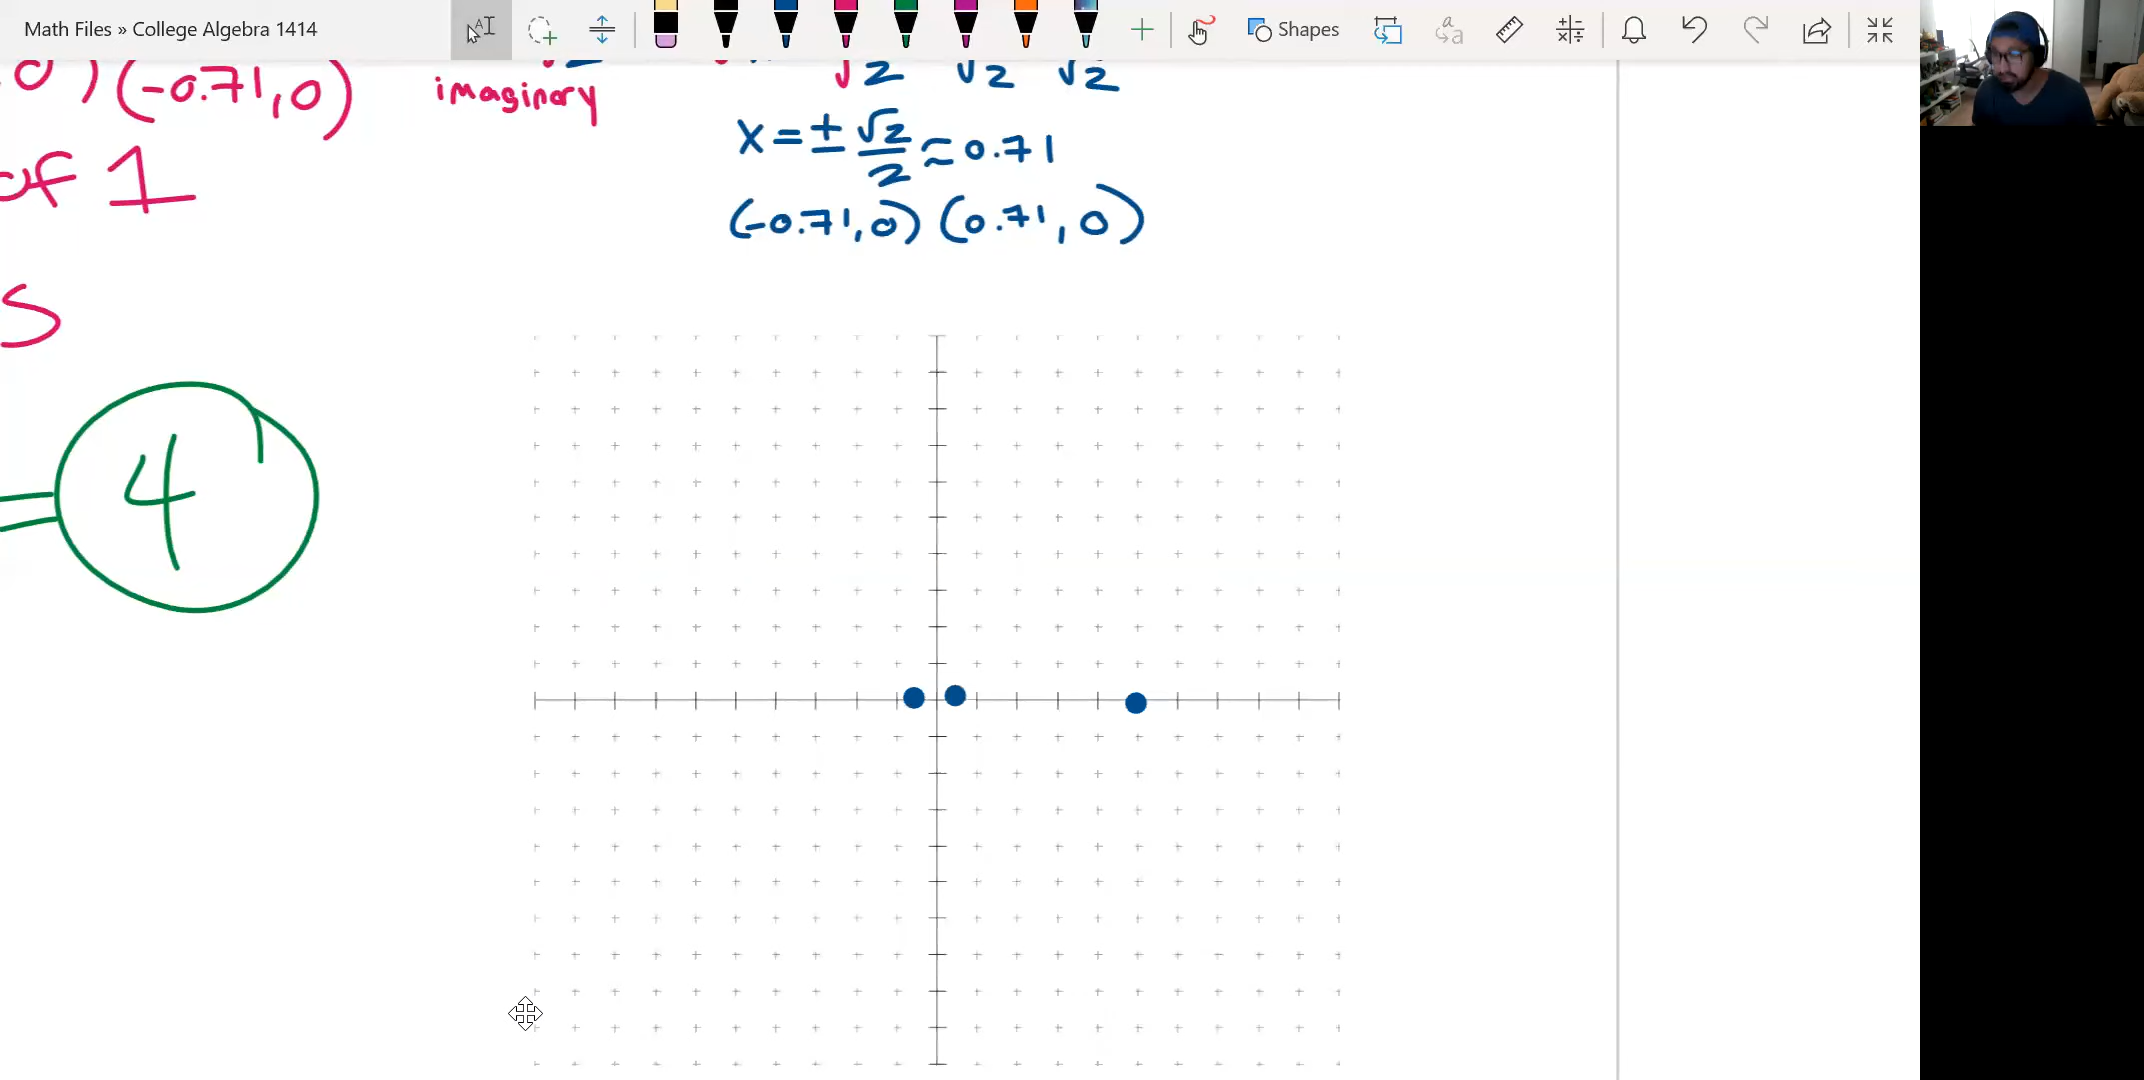 Math Files » College Algebra 1414
Shapes
0) (-0.71,0)
imaginary
√2 √2 √2
x = ± √2/2 ≈ 0.71
(-0.71,0) (0.71,0)
of 1
s
= 4